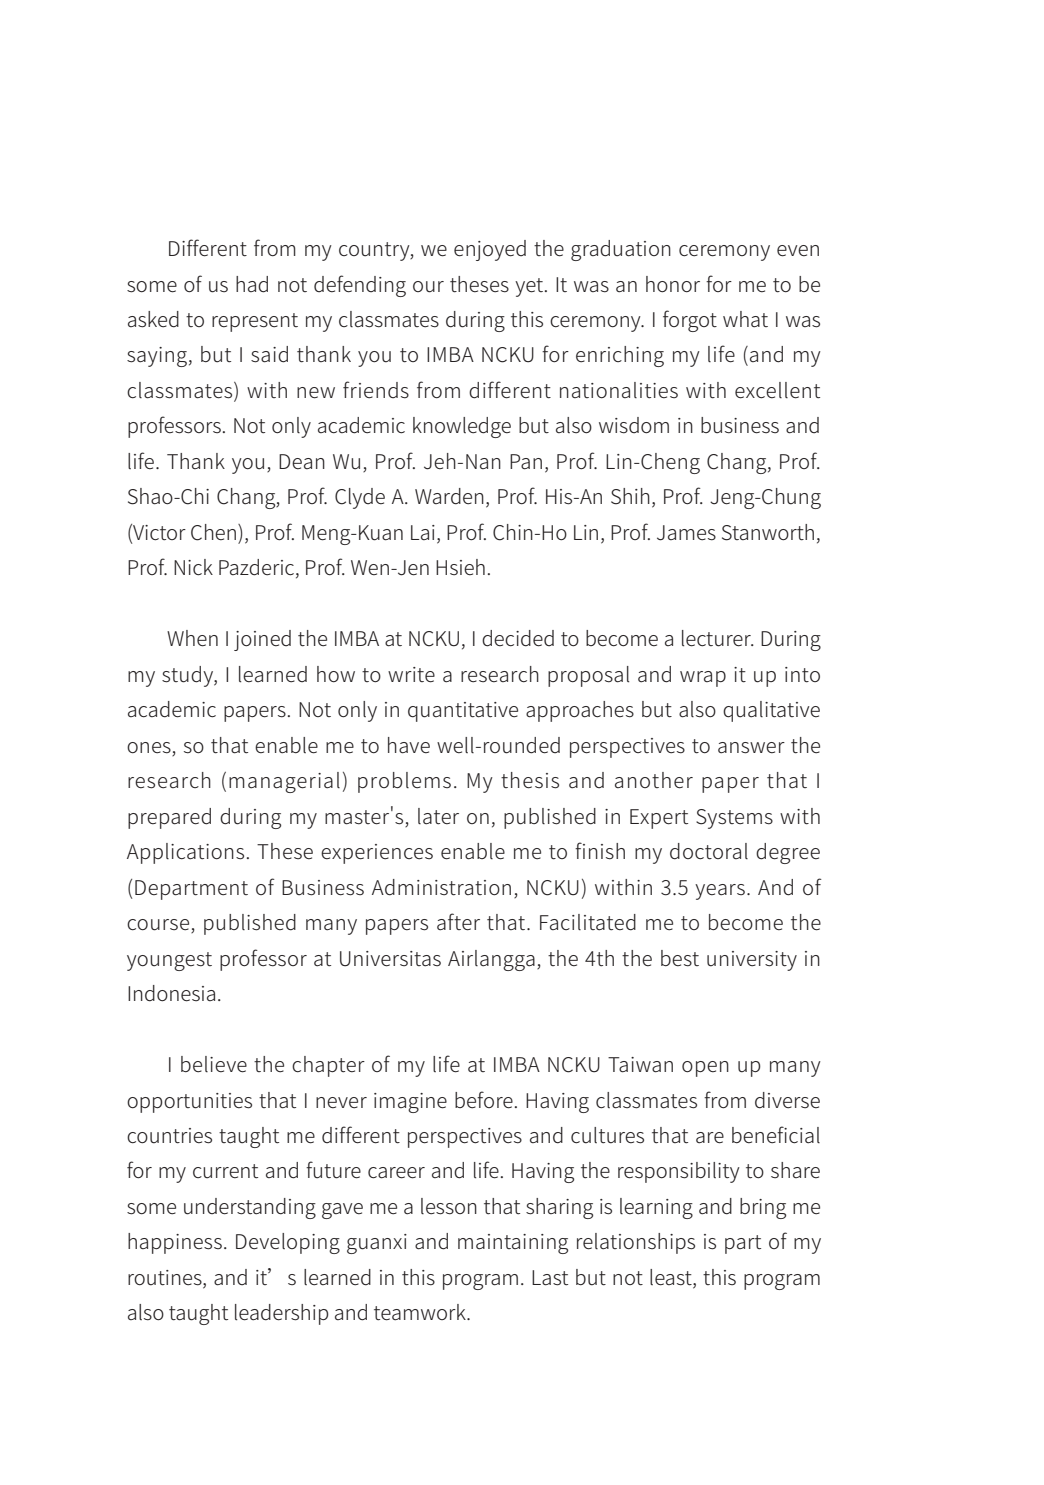 Different from my country, we enjoyed the graduation ceremony even
some of us had not defending our theses yet. It was an honor for me to be
asked to represent my classmates during this ceremony. I forgot what I was
saying, but I said thank you to IMBA NCKU for enriching my life (and my
classmates) with new friends from different nationalities with excellent
professors. Not only academic knowledge but also wisdom in business and
life. Thank you, Dean Wu, Prof. Jeh-Nan Pan, Prof. Lin-Cheng Chang, Prof.
Shao-Chi Chang, Prof. Clyde A. Warden, Prof. His-An Shih, Prof. Jeng-Chung
(Victor Chen), Prof. Meng-Kuan Lai, Prof. Chin-Ho Lin, Prof. James Stanworth,
Prof. Nick Pazderic, Prof. Wen-Jen Hsieh.
When I joined the IMBA at NCKU, I decided to become a lecturer. During
my study, I learned how to write a research proposal and wrap it up into
academic papers. Not only in quantitative approaches but also qualitative
ones, so that enable me to have well-rounded perspectives to answer the
research (managerial) problems. My thesis and another paper that I
prepared during my master's, later on, published in Expert Systems with
Applications. These experiences enable me to finish my doctoral degree
(Department of Business Administration, NCKU) within 3.5 years. And of
course, published many papers after that. Facilitated me to become the
youngest professor at Universitas Airlangga, the 4th the best university in
Indonesia.
I believe the chapter of my life at IMBA NCKU Taiwan open up many
opportunities that I never imagine before. Having classmates from diverse
countries taught me different perspectives and cultures that are beneficial
for my current and future career and life. Having the responsibility to share
some understanding gave me a lesson that sharing is learning and bring me
happiness. Developing guanxi and maintaining relationships is part of my
routines, and it’ s learned in this program. Last but not least, this program
also taught leadership and teamwork.